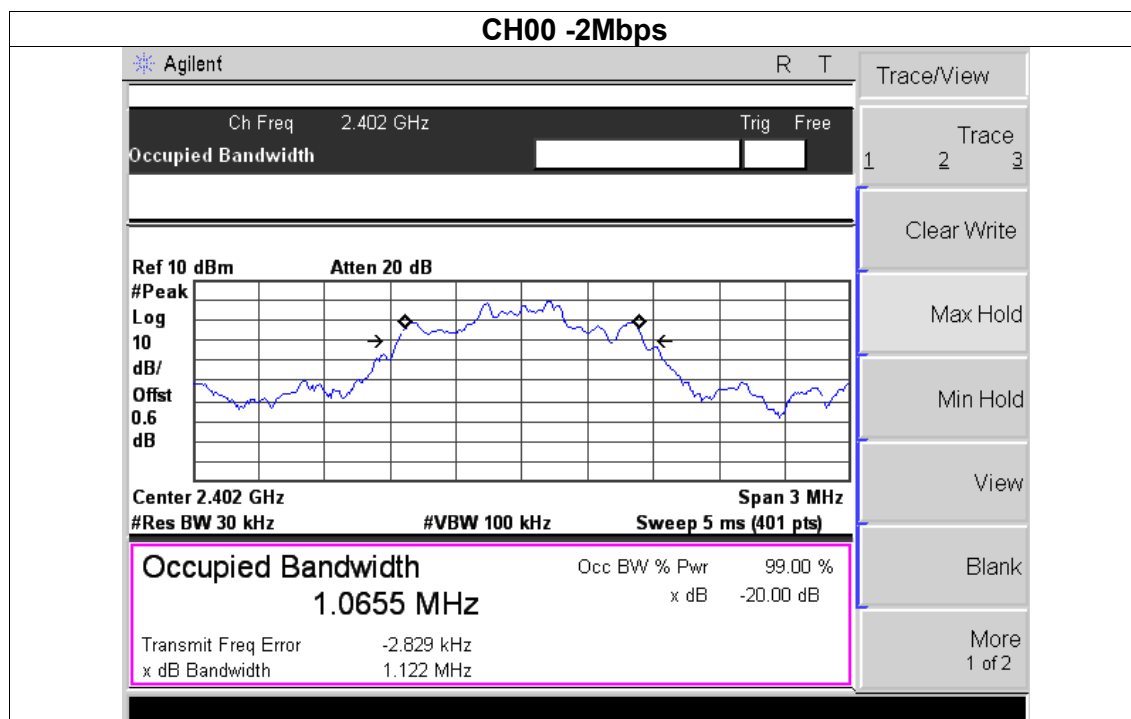 CH00 -2Mbps
Agilent R T
Trace/View
Ch Freq 2.402 GHz Trig Free
Occupied Bandwidth
Trace
1 2 3
Clear Write
Ref 10 dBm Atten 20 dB
#Peak
Log
10
dB/
Offst
0.6
dB
Max Hold
Min Hold
View
Center 2.402 GHz Span 3 MHz
#Res BW 30 kHz #VBW 100 kHz Sweep 5 ms (401 pts)
Occupied Bandwidth Occ BW % Pwr 99.00 %
1.0655 MHz x dB -20.00 dB
Transmit Freq Error -2.829 kHz
x dB Bandwidth 1.122 MHz
Blank
More
1 of 2